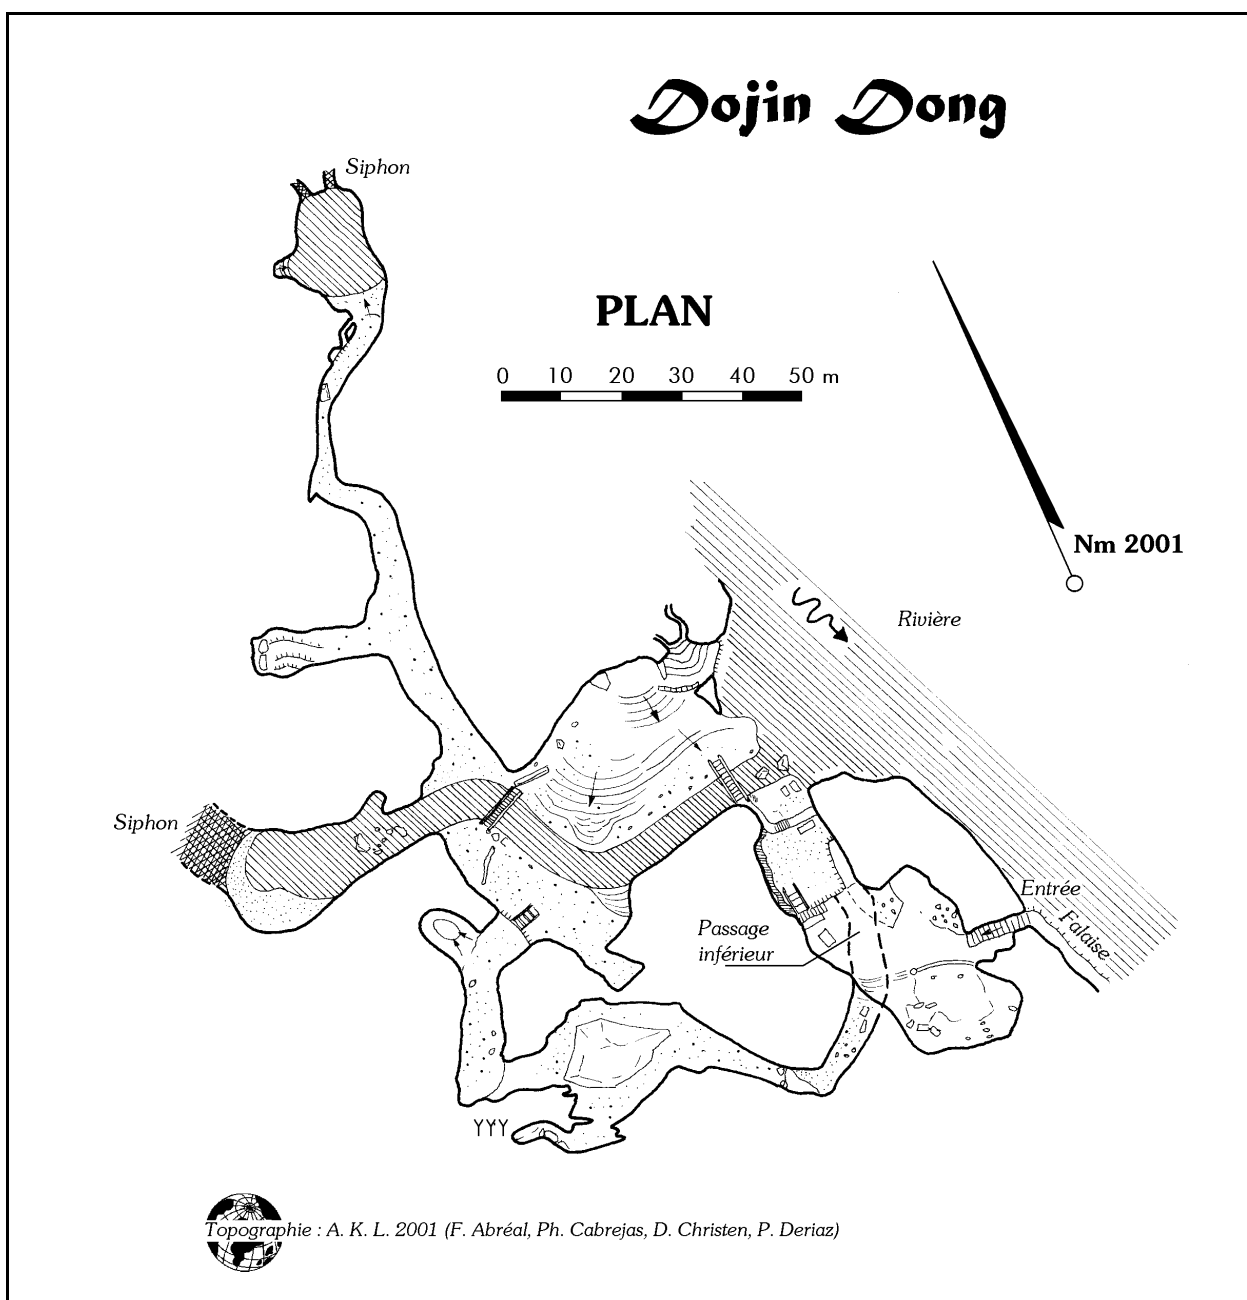 Dojin Dong
Siphon
PLAN
0 10 20 30 40 50 m
Nm 2001
Rivière
Siphon
Entrée
Falaise
Passage
inférieur
Topographie : A. K. L. 2001 (F. Abréal, Ph. Cabrejas, D. Christen, P. Deriaz)